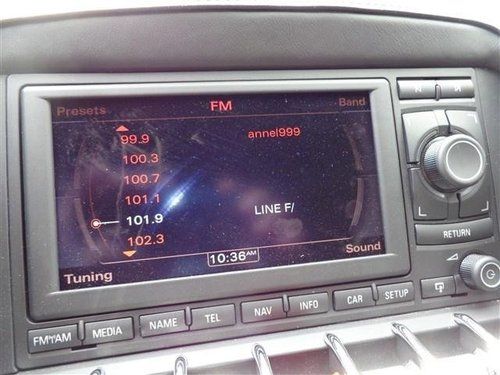 Presets FM Band
99.9 annel999
100.3
100.7
101.1
101.9 LINE F/
102.3
Tuning 10:36AM Sound
RETURN
FM/AM MEDIA NAME TEL NAV INFO CAR SETUP